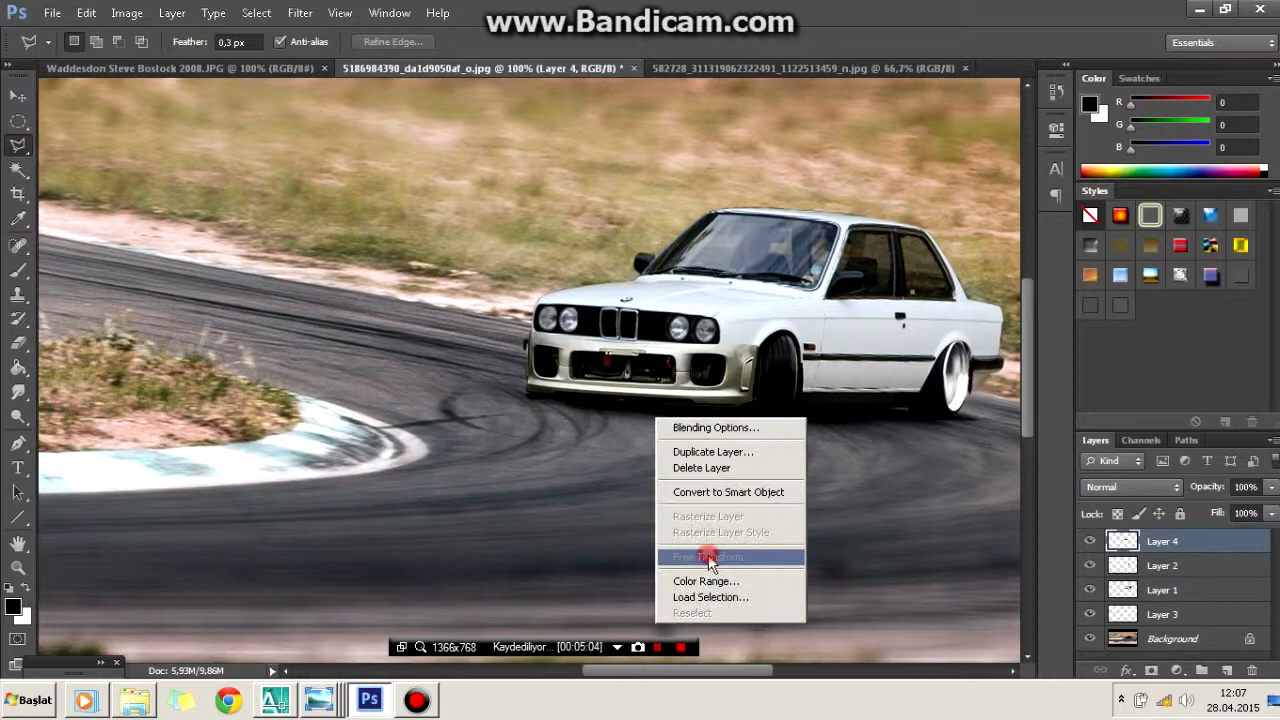 www.Bandicam.com
Ps File Edit Image Layer Type Select Filter View Window Help
Feather: 0,3 px Anti-alias Refine Edge... Essentials
Waddesdon Steve Bostock 2008.JPG @ 100% (RGB/8#) 5186984390_da1d9050af_o.jpg @ 100% (Layer 4, RGB/8) * 582728_311319062322491_1122513459_n.jpg @ 66,7% (RGB/8)
Color Swatches
R 0
G 0
B 0
Styles
Blending Options...
Duplicate Layer...
Delete Layer
Convert to Smart Object
Rasterize Layer
Rasterize Layer Style
Free Transform
Color Range...
Load Selection...
Reselect
Layers Channels Paths
Kind
Normal Opacity: 100%
Lock: Fill: 100%
Layer 4
Layer 2
Layer 1
Layer 3
Background
1366x768 Kaydediliyor... [00:05:04]
Doc: 5,93M/9,86M
Başlat Ps 12:07
28.04.2015